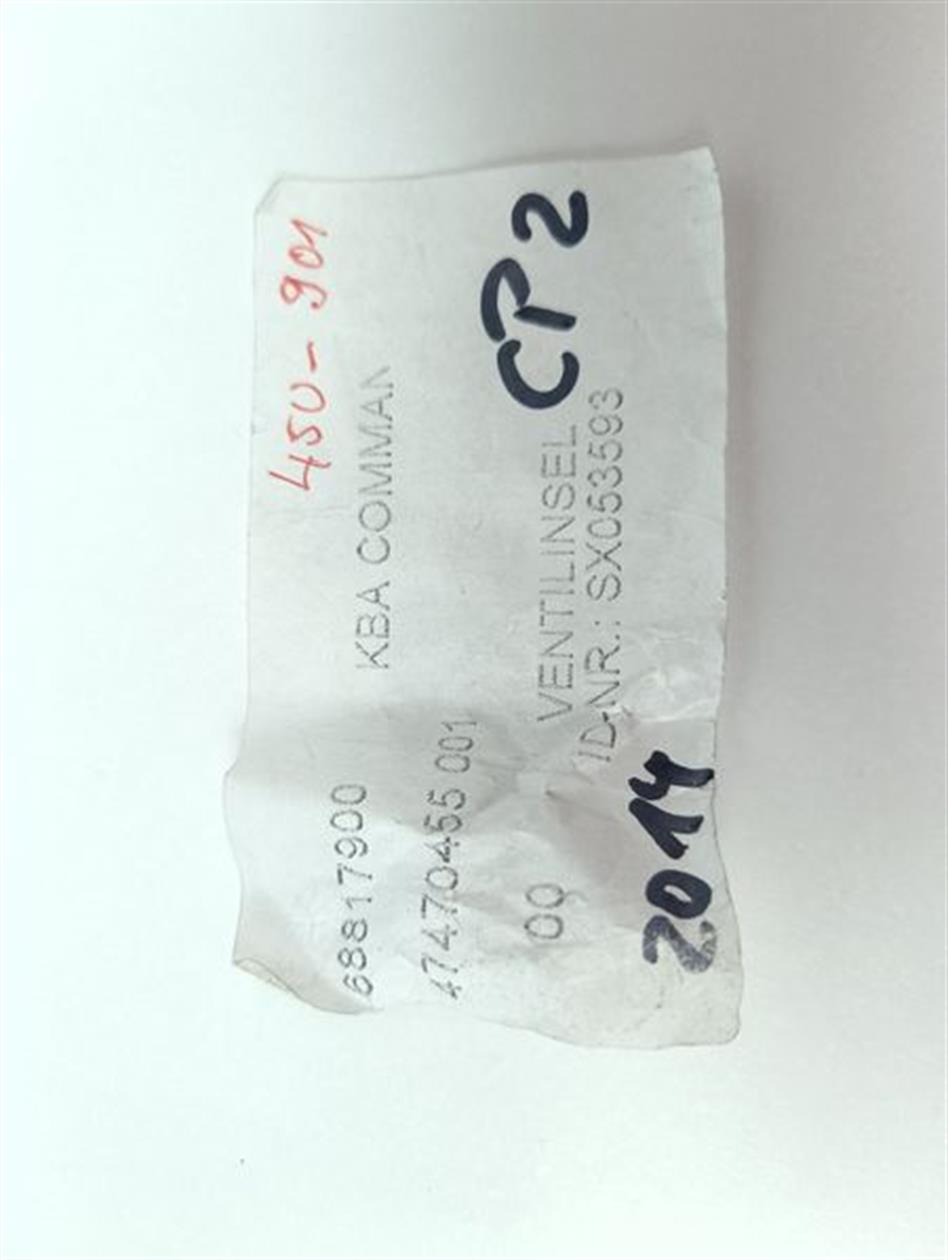 450-901
68817900 KBA COMMAN
47470455 001
CP2
00 VENTILINSEL
ID-NR.: SX053593
2014